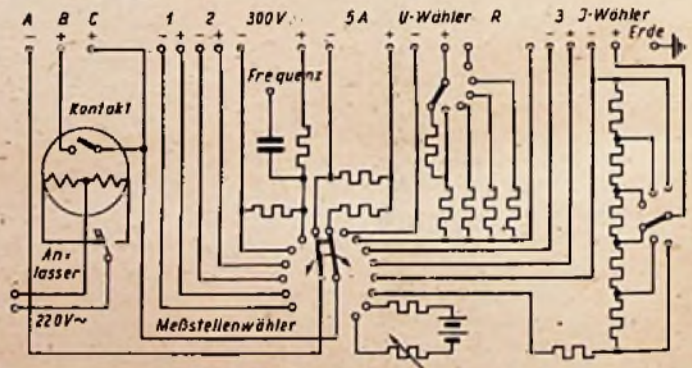 A B C 1 2 300V 5A U-Wähler R 3 J-Wähler
- + + - + - + - + - + - + - + - - + - + - + Erde
Frequenz
Kontakt
An=
lasser
220V~
Meßstellenwähler